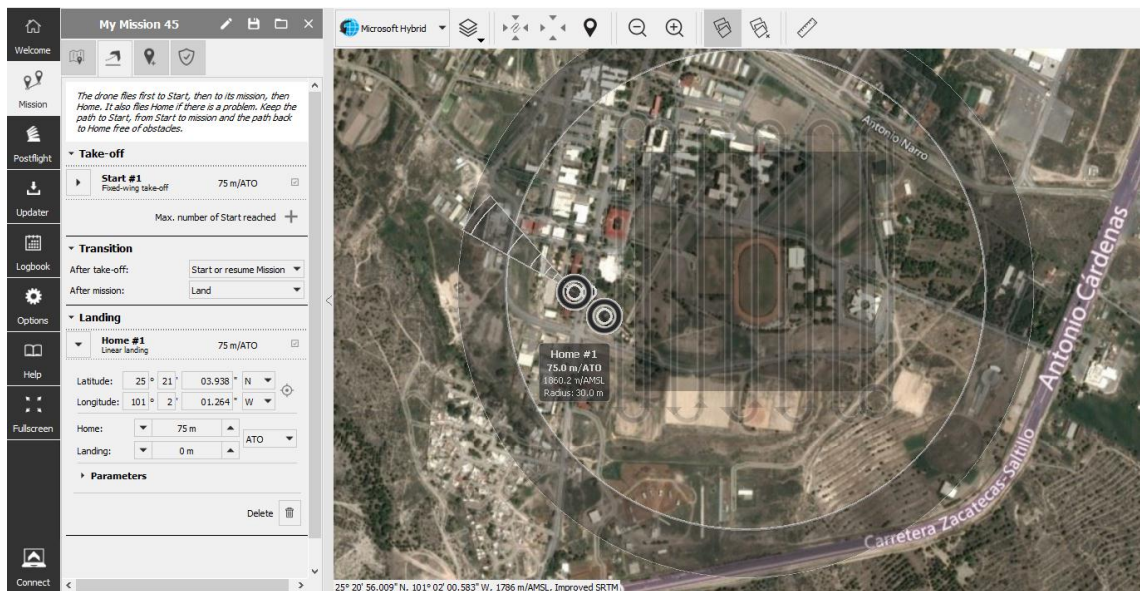 Welcome
Mission
Postflight
Updater
Logbook
Options
Help
Fullscreen
Connect
My Mission 45
The drone flies first to Start, then to its mission, then
Home. It also flies Home if there is a problem. Keep the
path to Start, from Start to mission and the path back
to Home free of obstacles.
Take-off
Start #1
Fixed-wing take-off
75 m/ATO
Max. number of Start reached
Transition
After take-off: Start or resume Mission
After mission: Land
Landing
Home #1
Linear landing
75 m/ATO
Latitude: 25 ° 21 ' 03.938 " N
Longitude: 101 ° 2 ' 01.264 " W
Home: 75 m
ATO
Landing: 0 m
Parameters
Delete
Microsoft Hybrid
Antonio Narro
Antonio Cárdenas
Carretera Zacatecas-Saltillo
Home #1
75.0 m/ATO
1860.2 m/AMSL
Radius: 30.0 m
25° 20' 56.009" N, 101° 02' 00.583" W, 1786 m/AMSL, Improved SRTM